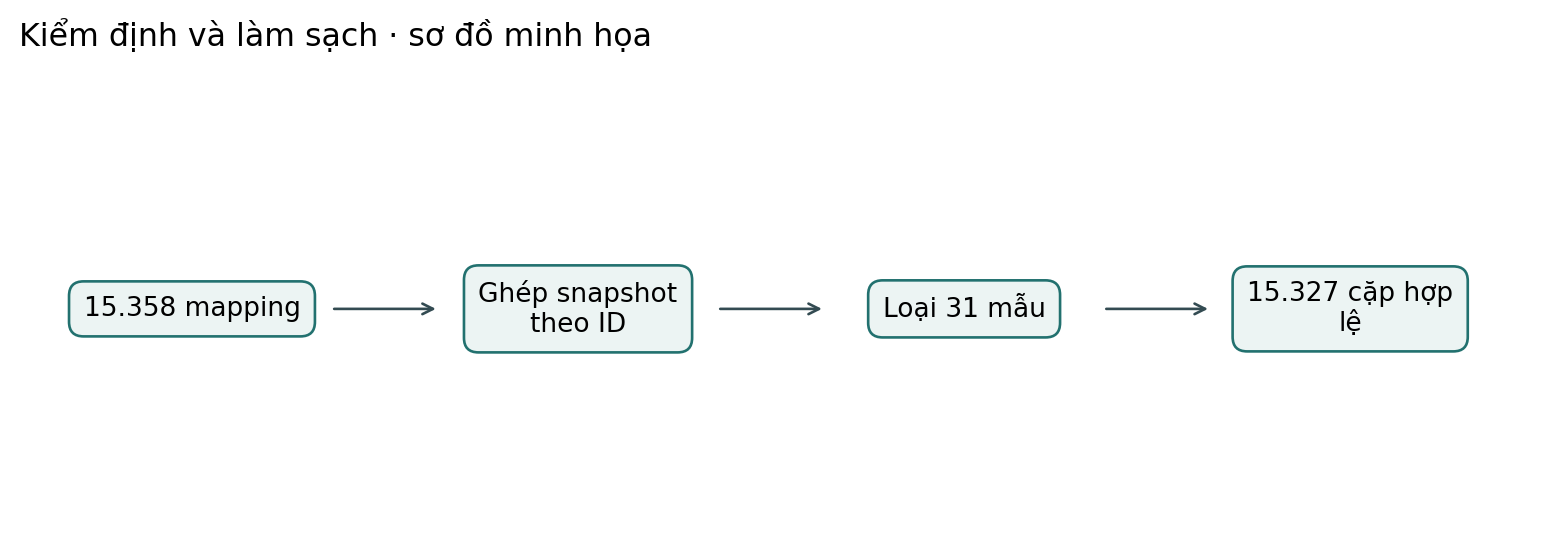 Kiểm định và làm sạch · sơ đồ minh họa
15.358 mapping
Ghép snapshot
theo ID
Loại 31 mẫu
15.327 cặp hợp
lệ